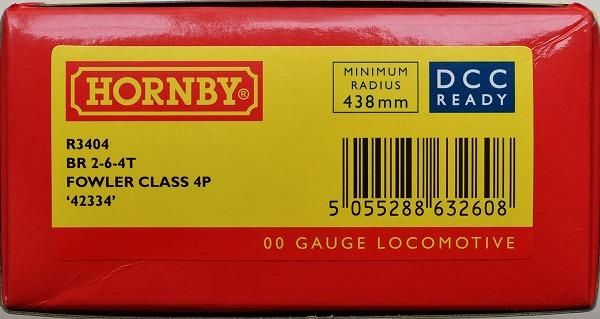 HORNBY®
MINIMUM
RADIUS
438mm
DCC
READY
R3404
BR 2-6-4T
FOWLER CLASS 4P
‘42334’
5 055288 632608
00 GAUGE LOCOMOTIVE